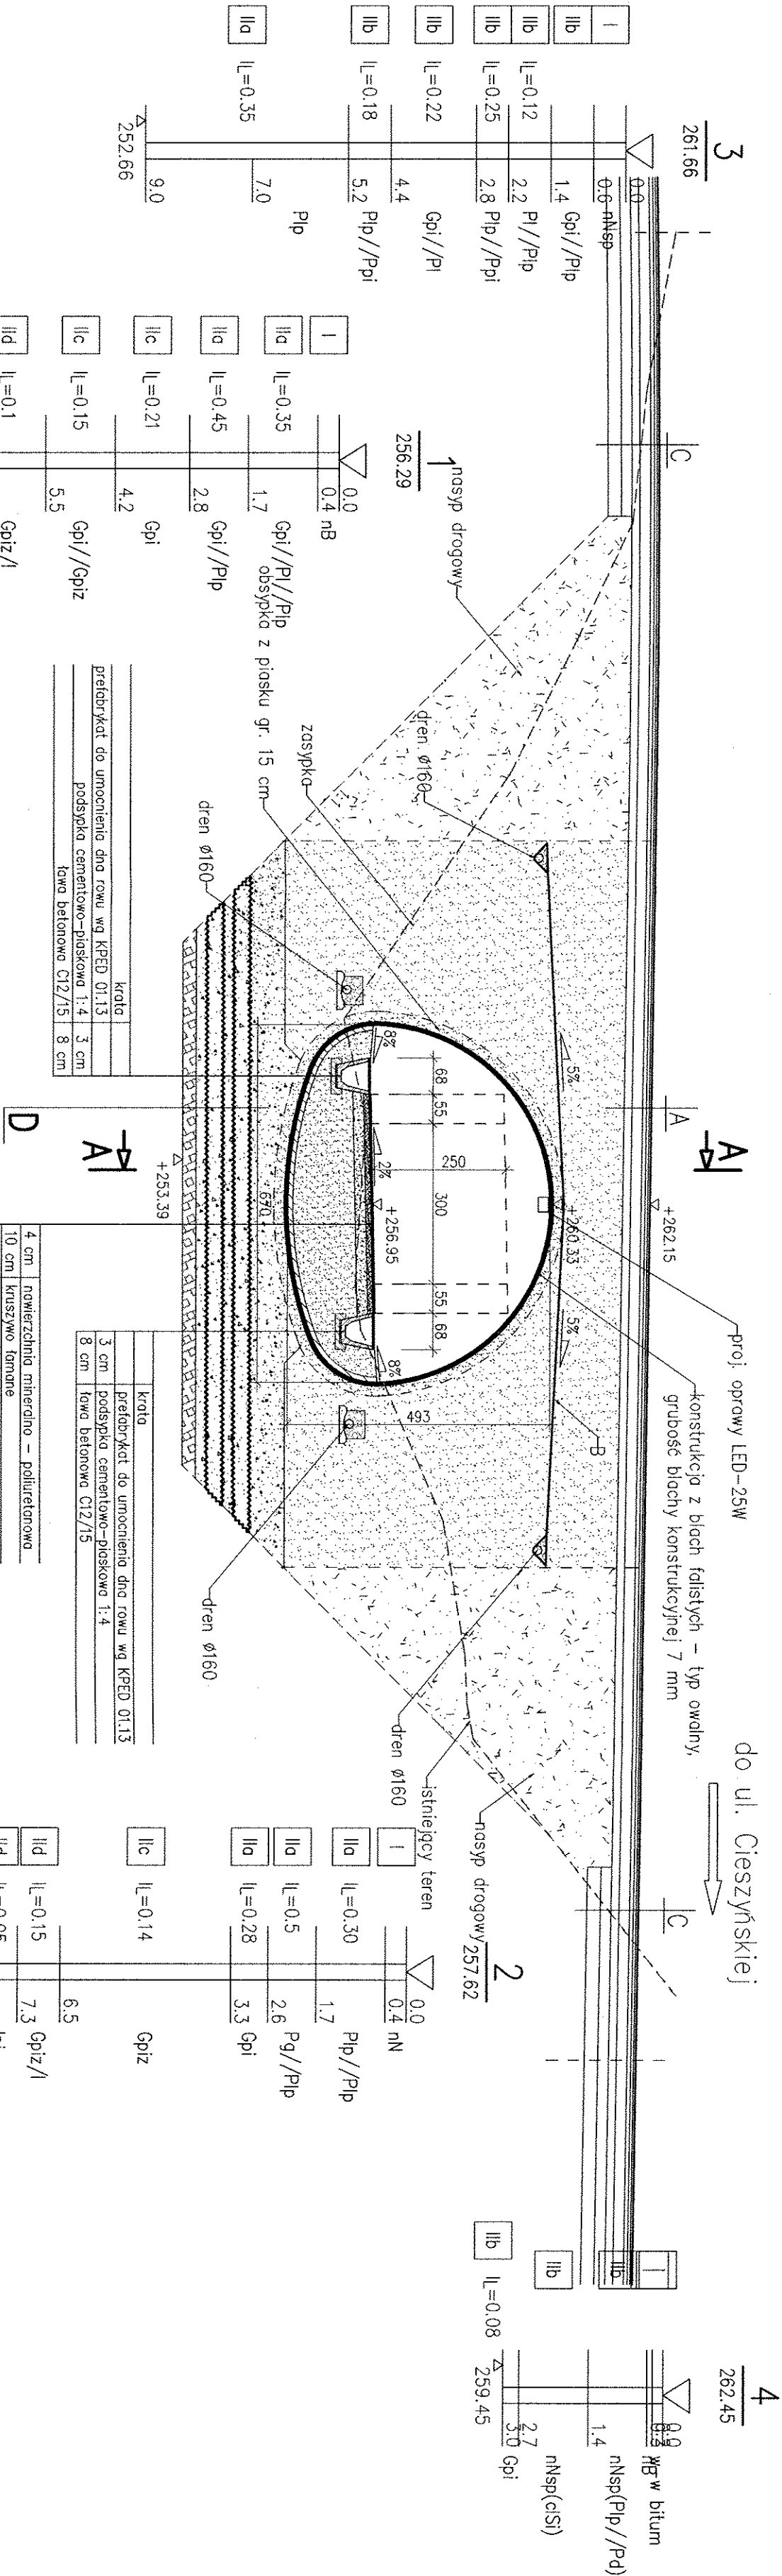 do ul. Cieszyńskiej
proj. oprawy LED-25W
konstrukcja z blach falistych - typ owalny,
grubość blachy konstrukcyjnej 7 mm
3
261.66
I
IIb
IIb
IIb
IIb
IIb
IIa
IL=0.12
IL=0.25
IL=0.22
IL=0.18
IL=0.35
0.0
0.6
nNsp
1.4
Gpi//Plp
2.2
Pl//Plp
2.8
Plp//Ppi
4.4
Gpi//Pl
5.2
Plp//Ppi
7.0
Plp
9.0
252.66
1
256.29
I
IIa
IIa
IIc
IIc
IId
IL=0.35
IL=0.45
IL=0.21
IL=0.15
IL=0.1
0.0
0.4
nB
1.7
Gpi//Pl//Plp
2.8
Gpi//Plp
4.2
Gpi
5.5
Gpi//Gpiz
Gpiz/I
C
A
A
+262.15
C
nasyp drogowy
dren ø160
zasypka
obsypka z piasku gr. 15 cm
dren ø160
5%
+260.33
5%
B
8%
68
55
300
55
68
250
2%
+256.95
8%
493
670
+253.39
A
D
dren ø160
istniejący teren
nasyp drogowy
dren ø160
krata
prefabrykat do umocnienia dna rowu wg KPED 01.13
podsypka cementowo-piaskowa 1:4
3 cm
ława betonowa C12/15
8 cm
4 cm
nawierzchnia mineralno - poliuretanowa
10 cm
kruszywo łamane
krata
prefabrykat do umocnienia dna rowu wg KPED 01.13
3 cm
podsypka cementowo-piaskowa 1:4
8 cm
ława betonowa C12/15
2
257.62
I
IIa
IIa
IIa
IIc
IId
IId
IL=0.30
IL=0.5
IL=0.28
IL=0.14
IL=0.15
0.0
0.4
nN
1.7
Plp//Plp
2.6
Pg//Plp
3.3
Gpi
6.5
Gpiz
7.3
Gpiz/I
4
262.45
I
IIb
IIb
IIb
IL=0.08
0.0
w-w bitum
nB
1.4
nNsp(Plp//Pd)
2.7
nNsp(clSi)
3.0
Gpi
259.45